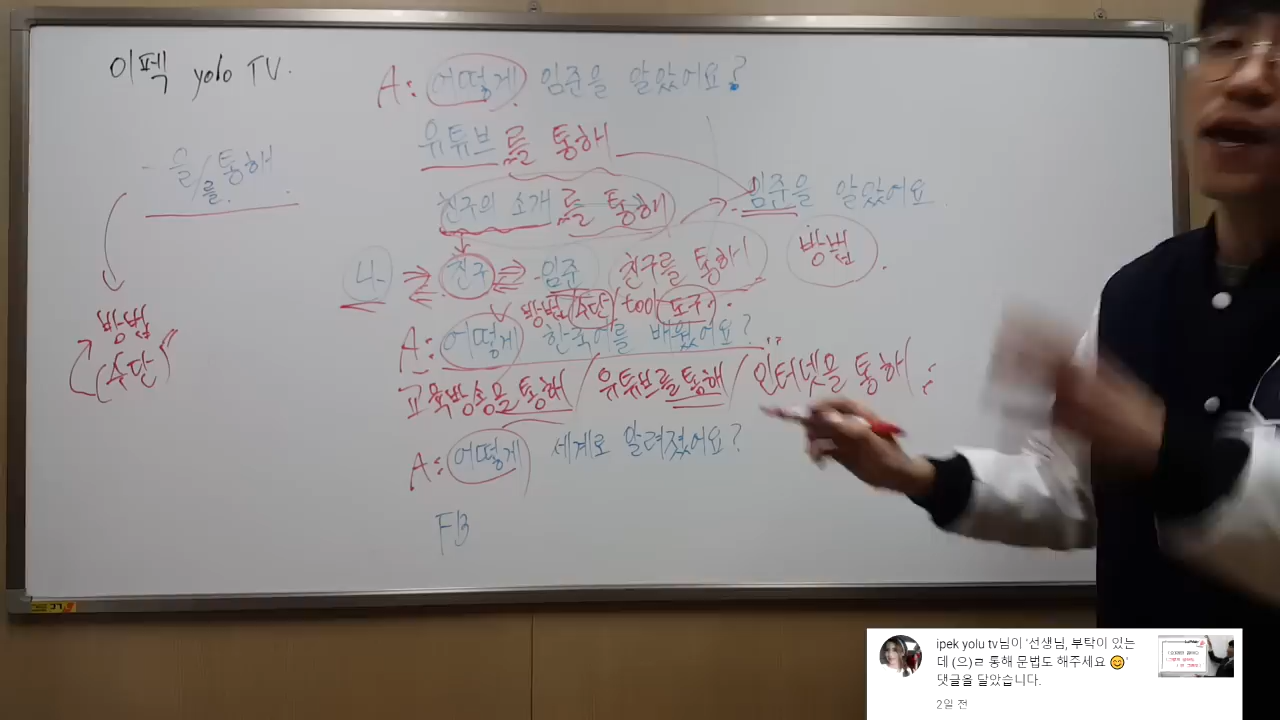 이펙 yolo TV.
A: 어떻게 임준을 알았어요?
유튜브를 통해
- 을/를 통해
친구의 소개를 통해
- 임준을 알았어요
나 ⇄ 친구 ⇄ 임준 친구를 통해 방법.
방법/수단/tool 도구.
방법
(수단)
A: 어떻게 한국어를 배웠어요?
교육방송을 통해 / 유튜브를 통해 / 인터넷을 통해
A: 어떻게 세계로 알려졌어요?
FB
ipek yolu tv님이 '선생님, 부탁이 있는
데 (으)ㄹ 통해 문법도 해주세요 😊'
댓글을 달았습니다.
2일 전